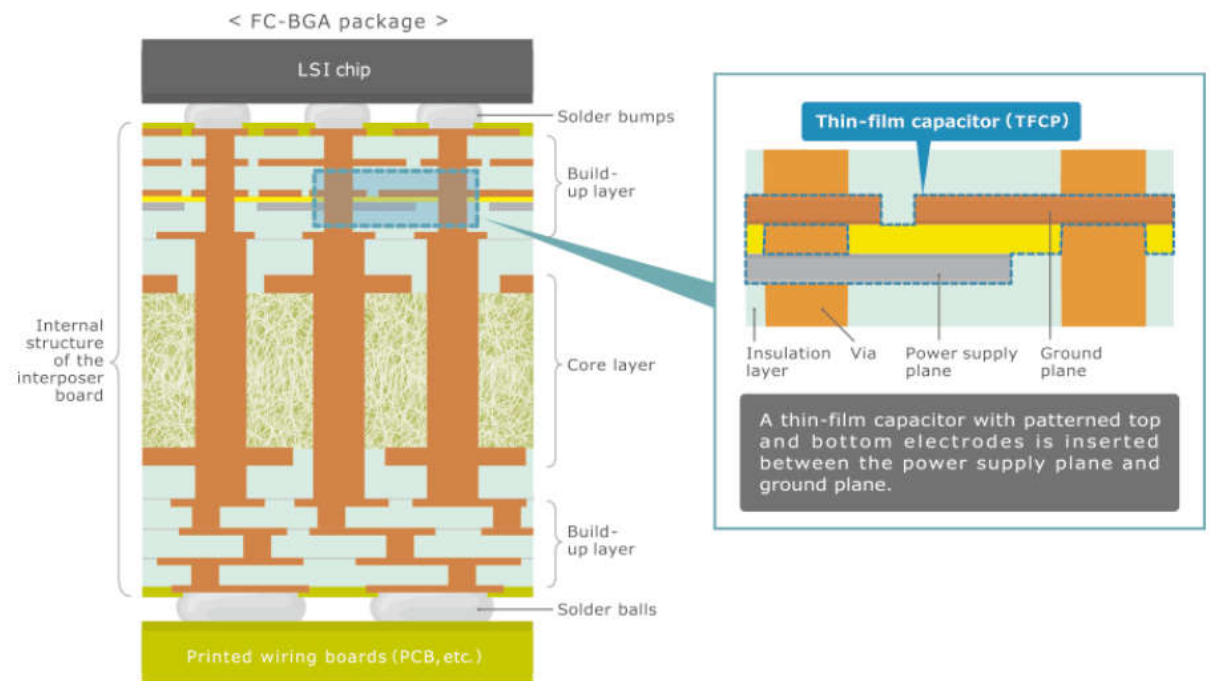 < FC-BGA package >
LSI chip
Solder bumps
Build-
up layer
Internal
structure
of the
interposer
board
Core layer
Build-
up layer
Solder balls
Printed wiring boards (PCB, etc.)
Thin-film capacitor (TFCP)
Insulation
layer
Via
Power supply
plane
Ground
plane
A thin-film capacitor with patterned top
and bottom electrodes is inserted
between the power supply plane and
ground plane.